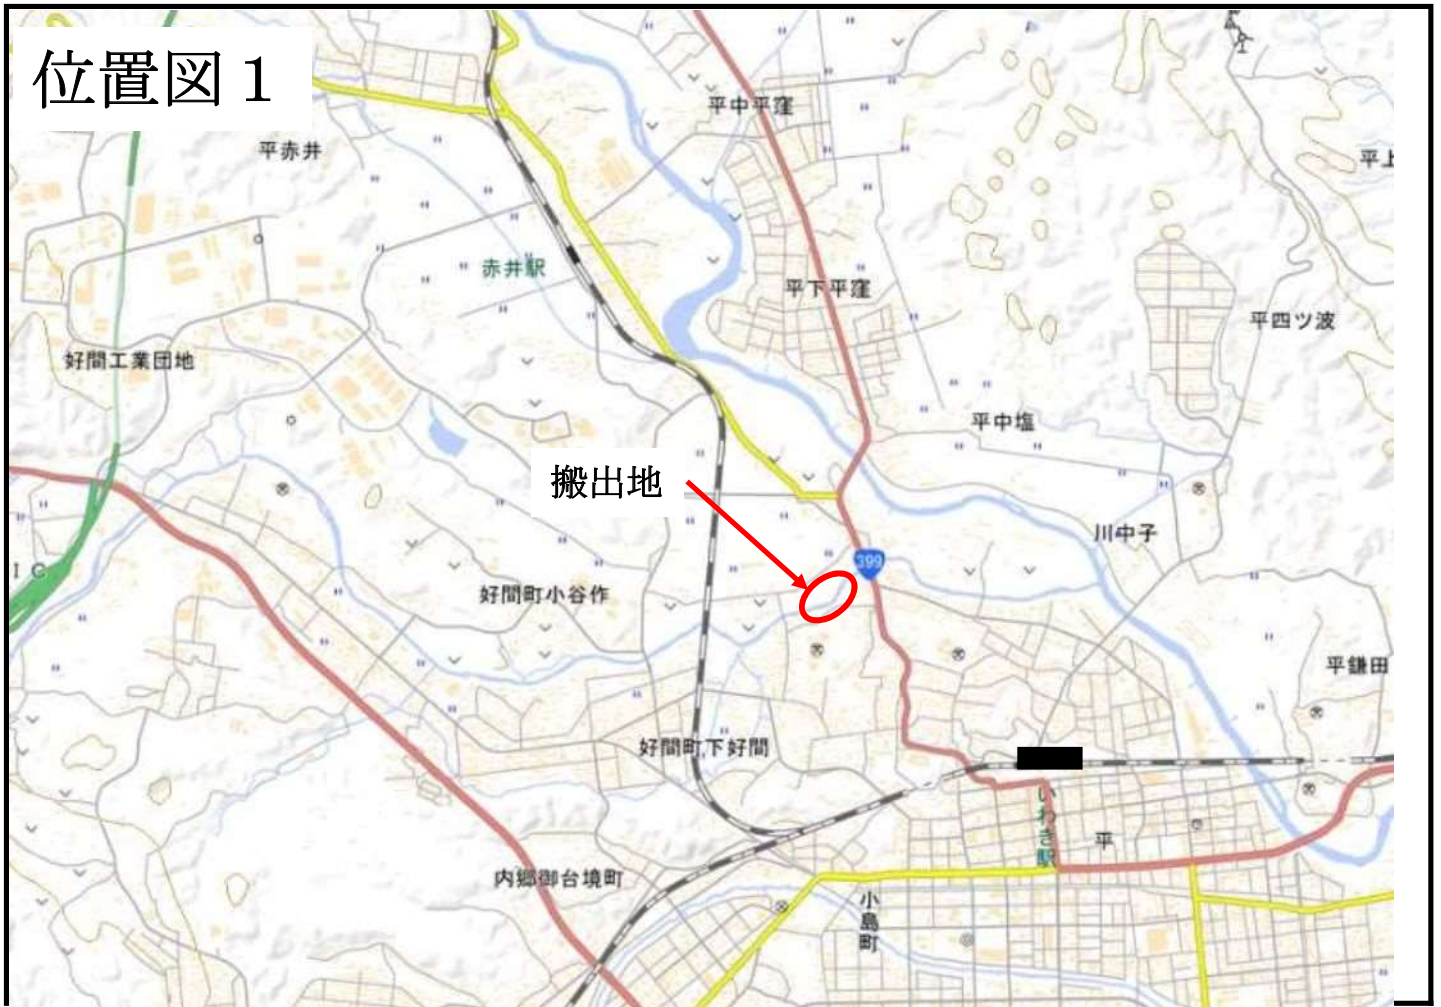 位置図１
平中平窪
平赤井
平上
赤井駅
平下平窪
平四ツ波
好間工業団地
平中塩
搬出地
川中子
399
IC
好間町小谷作
平鎌田
好間町下好間
いわき駅
平
内郷御台境町
小島町